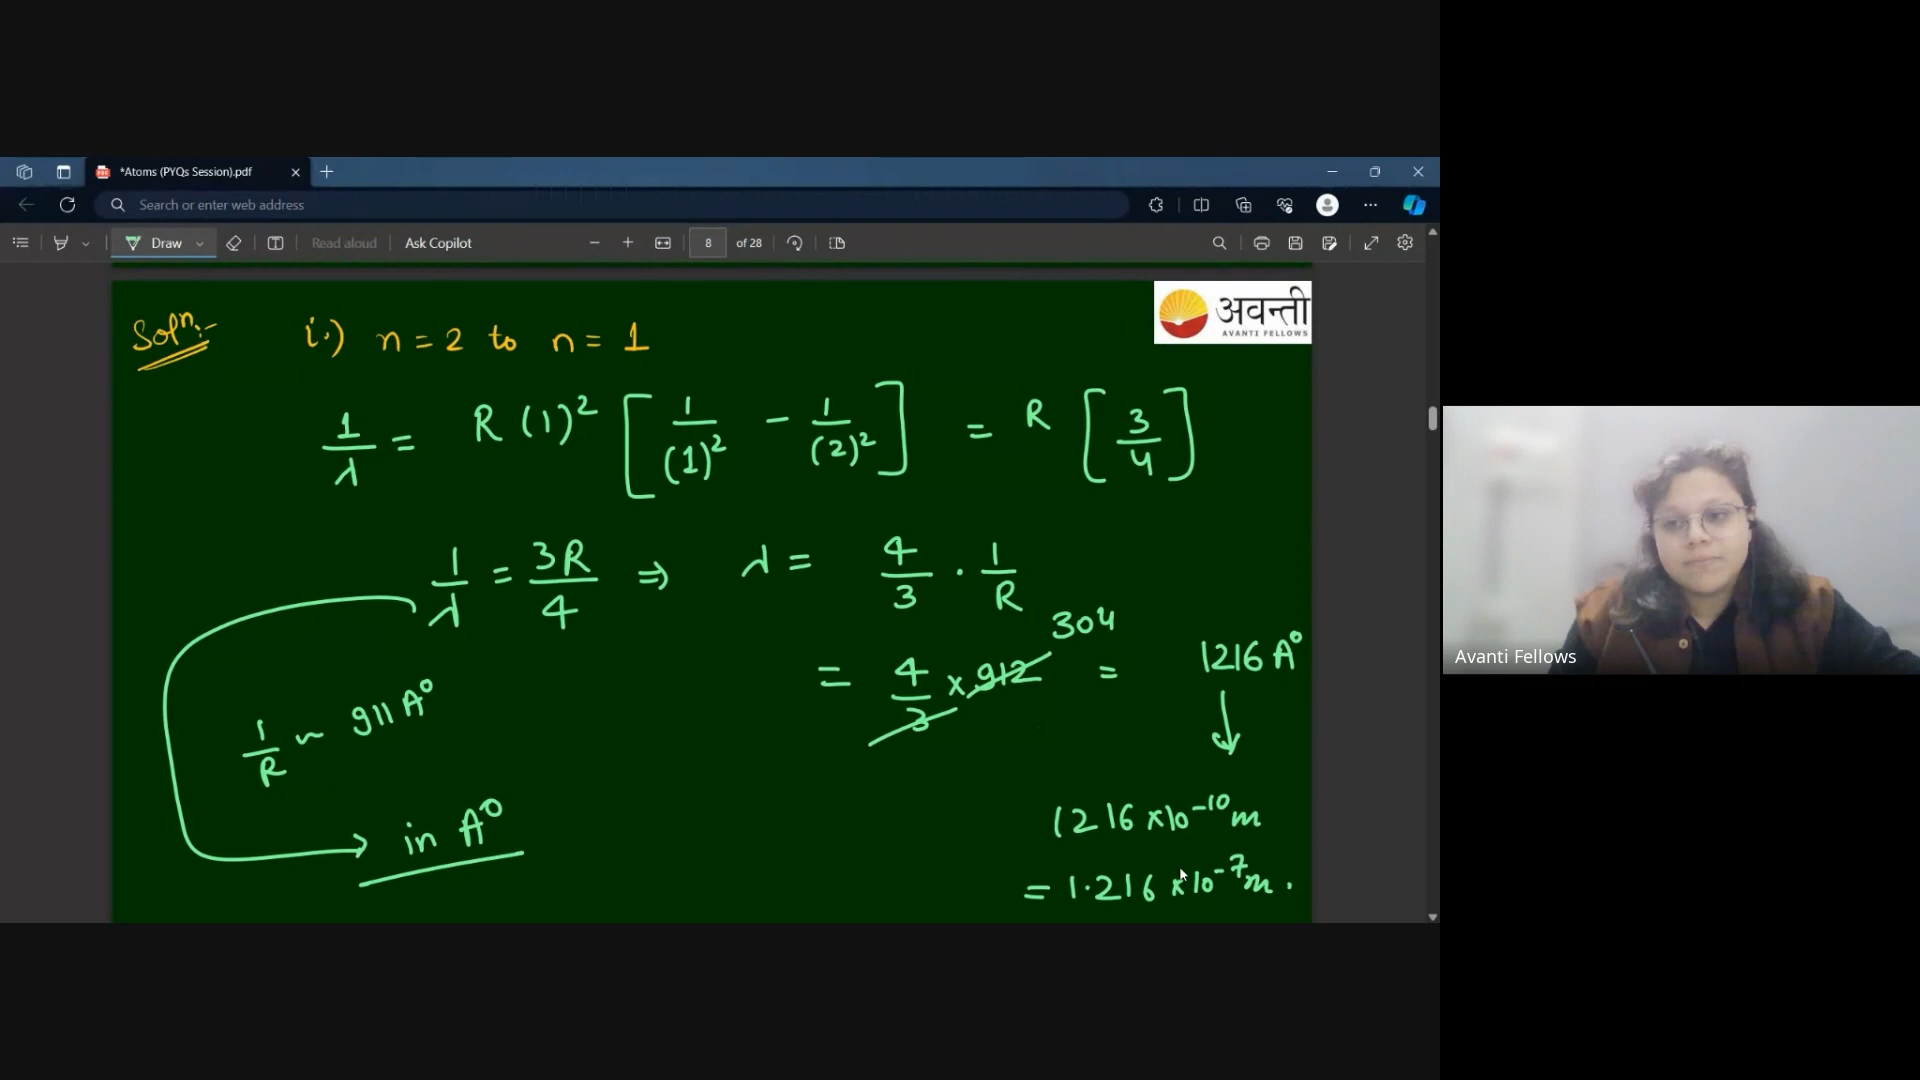 *Atoms (PYQs Session).pdf
Search or enter web address
Draw
Read aloud
Ask Copilot
8 of 28
अवन्ती
AVANTI FELLOWS
Solⁿ:- i.) n = 2 to n = 1
1/λ = R (1)² [ 1/(1)² - 1/(2)² ] = R [ 3/4 ]
1/λ = 3R/4 ⇒ λ = 4/3 · 1/R
304
= 4/3 × 912 = 1216 A°
1/R ~ 911 A°
in A°
1216 × 10⁻¹⁰ m
= 1.216 × 10⁻⁷ m.
Avanti Fellows